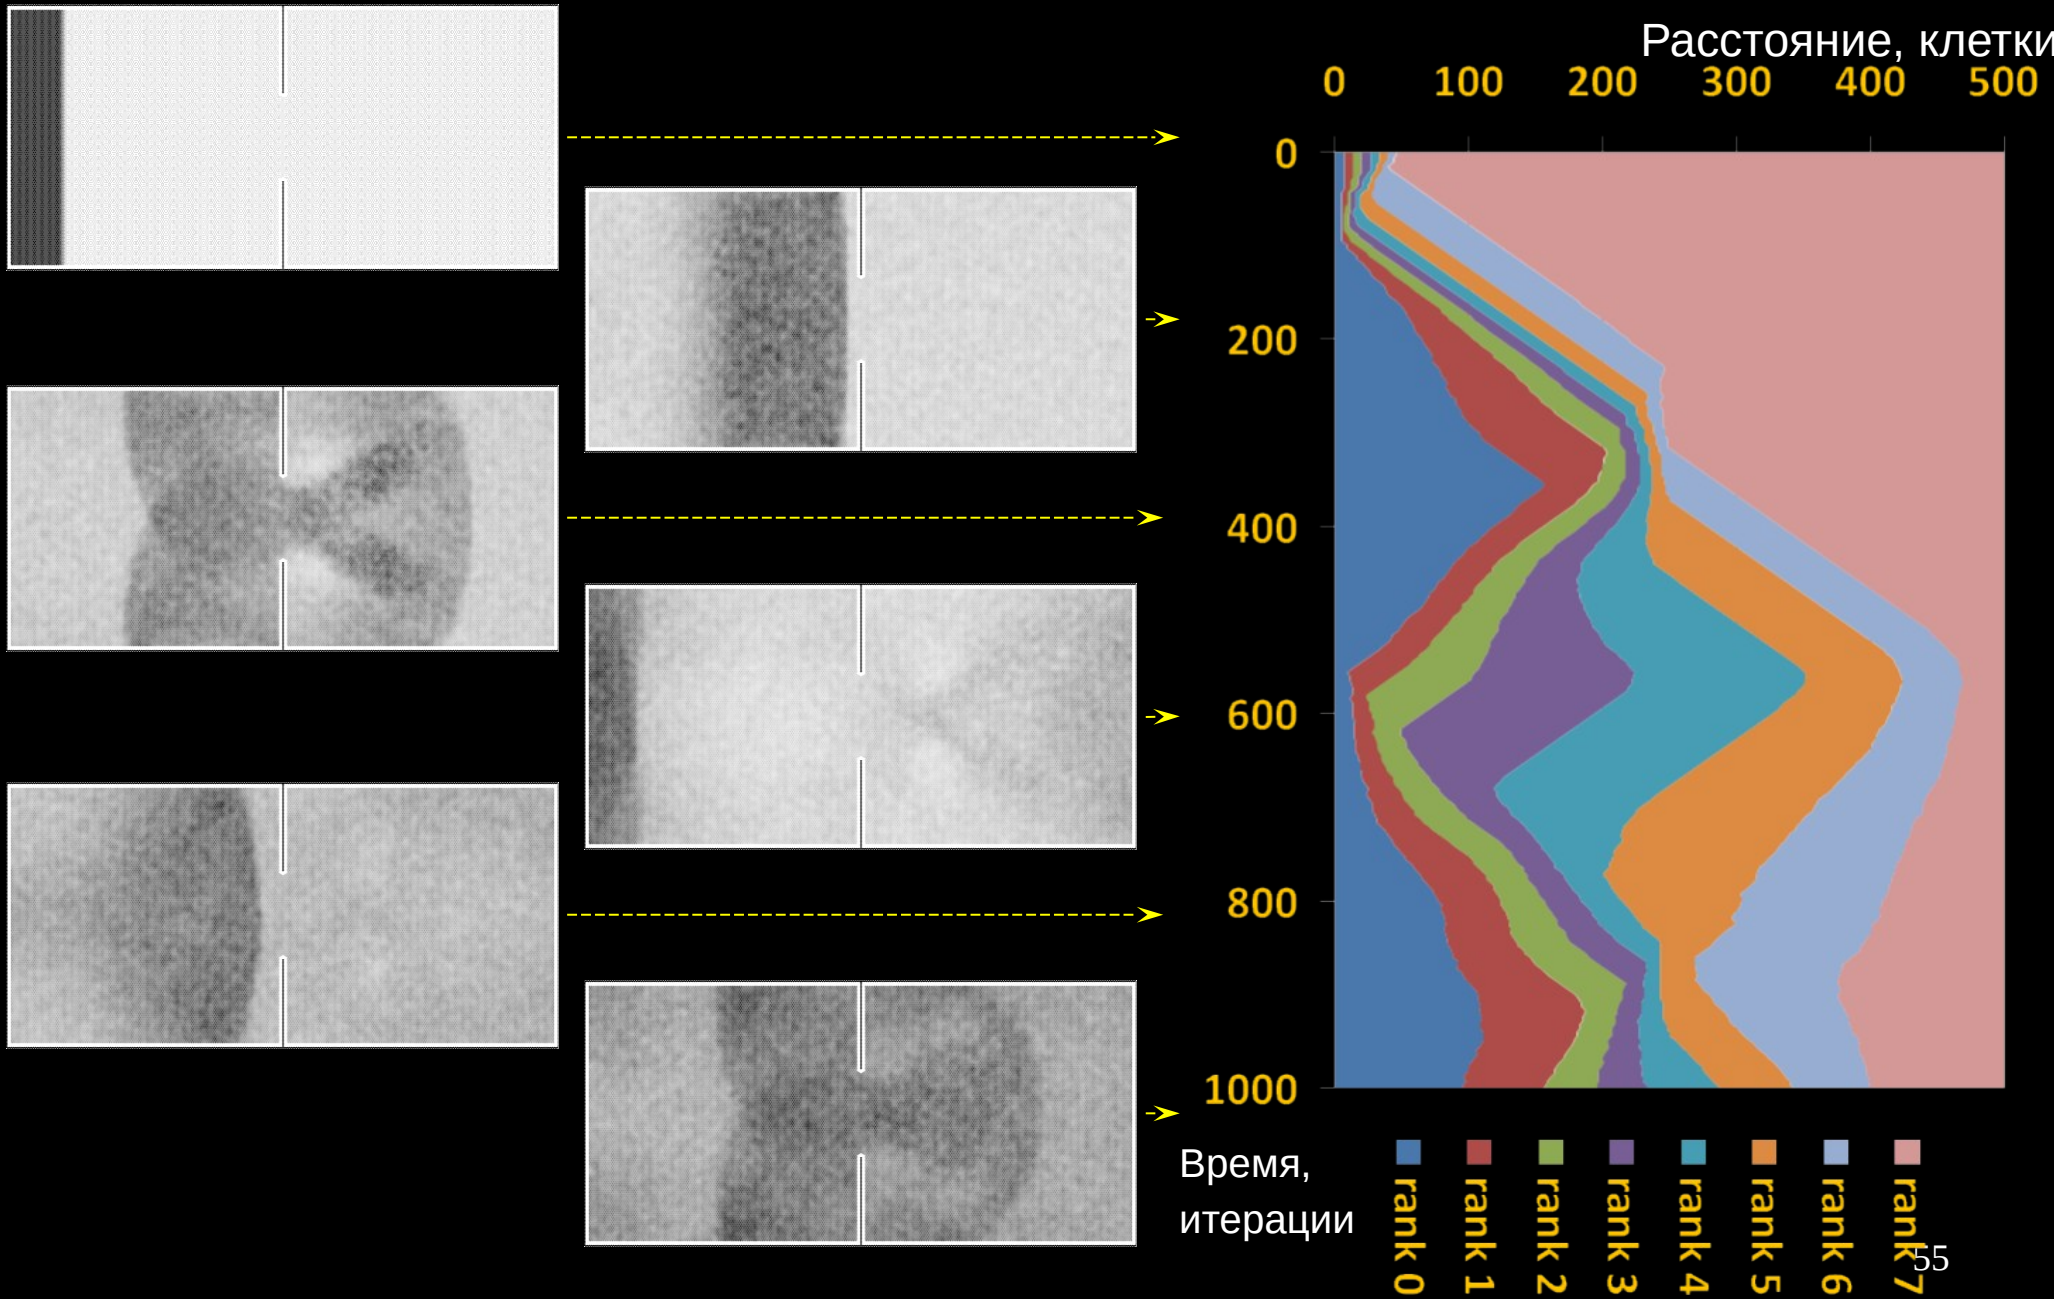 Расстояние, клетки
0 100 200 300 400 500
0
200
400
600
800
1000
Время,
итерации
rank 0
rank 1
rank 2
rank 3
rank 4
rank 5
rank 6
rank 7
55